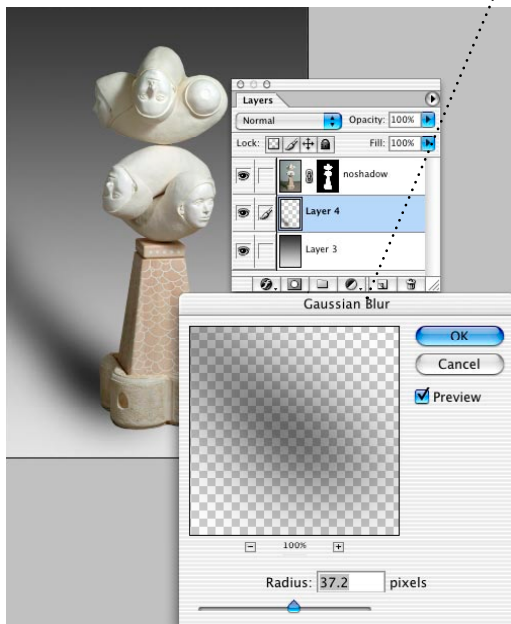 Layers
Normal Opacity: 100%
Lock: Fill: 100%
noshadow
Layer 4
Layer 3
Gaussian Blur
OK
Cancel
Preview
100%
Radius: 37.2 pixels